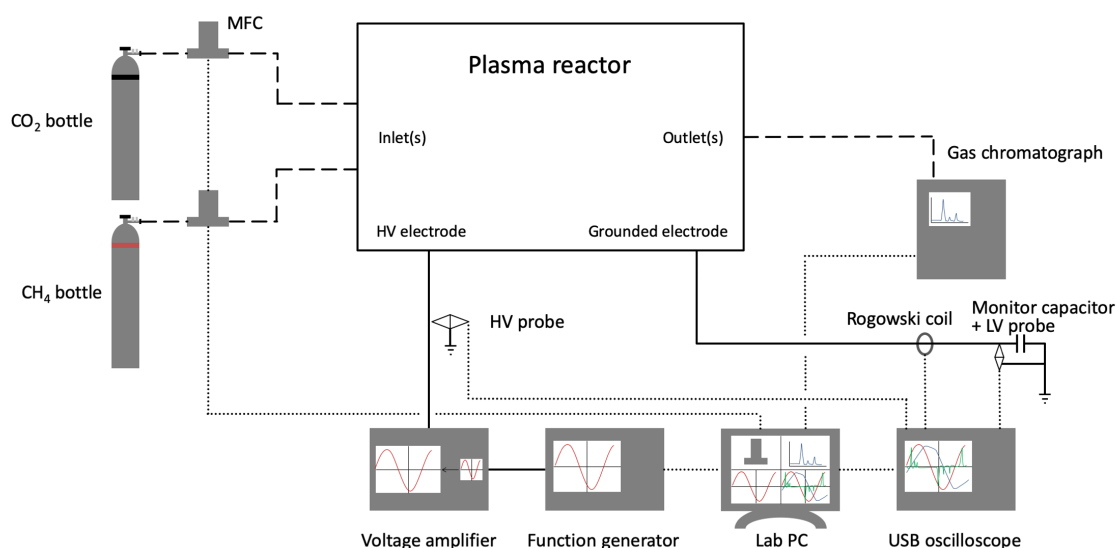 MFC
Plasma reactor
CO₂ bottle
Inlet(s)
Outlet(s)
Gas chromatograph
HV electrode
Grounded electrode
CH₄ bottle
HV probe
Rogowski coil
Monitor capacitor
+ LV probe
Voltage amplifier
Function generator
Lab PC
USB oscilloscope